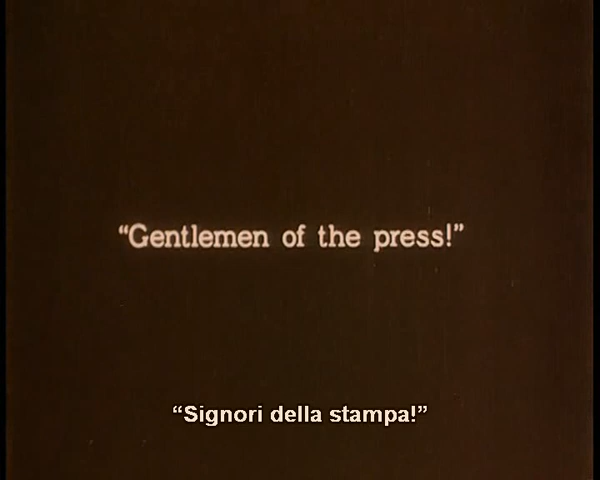 “Gentlemen of the press!”
“Signori della stampa!”